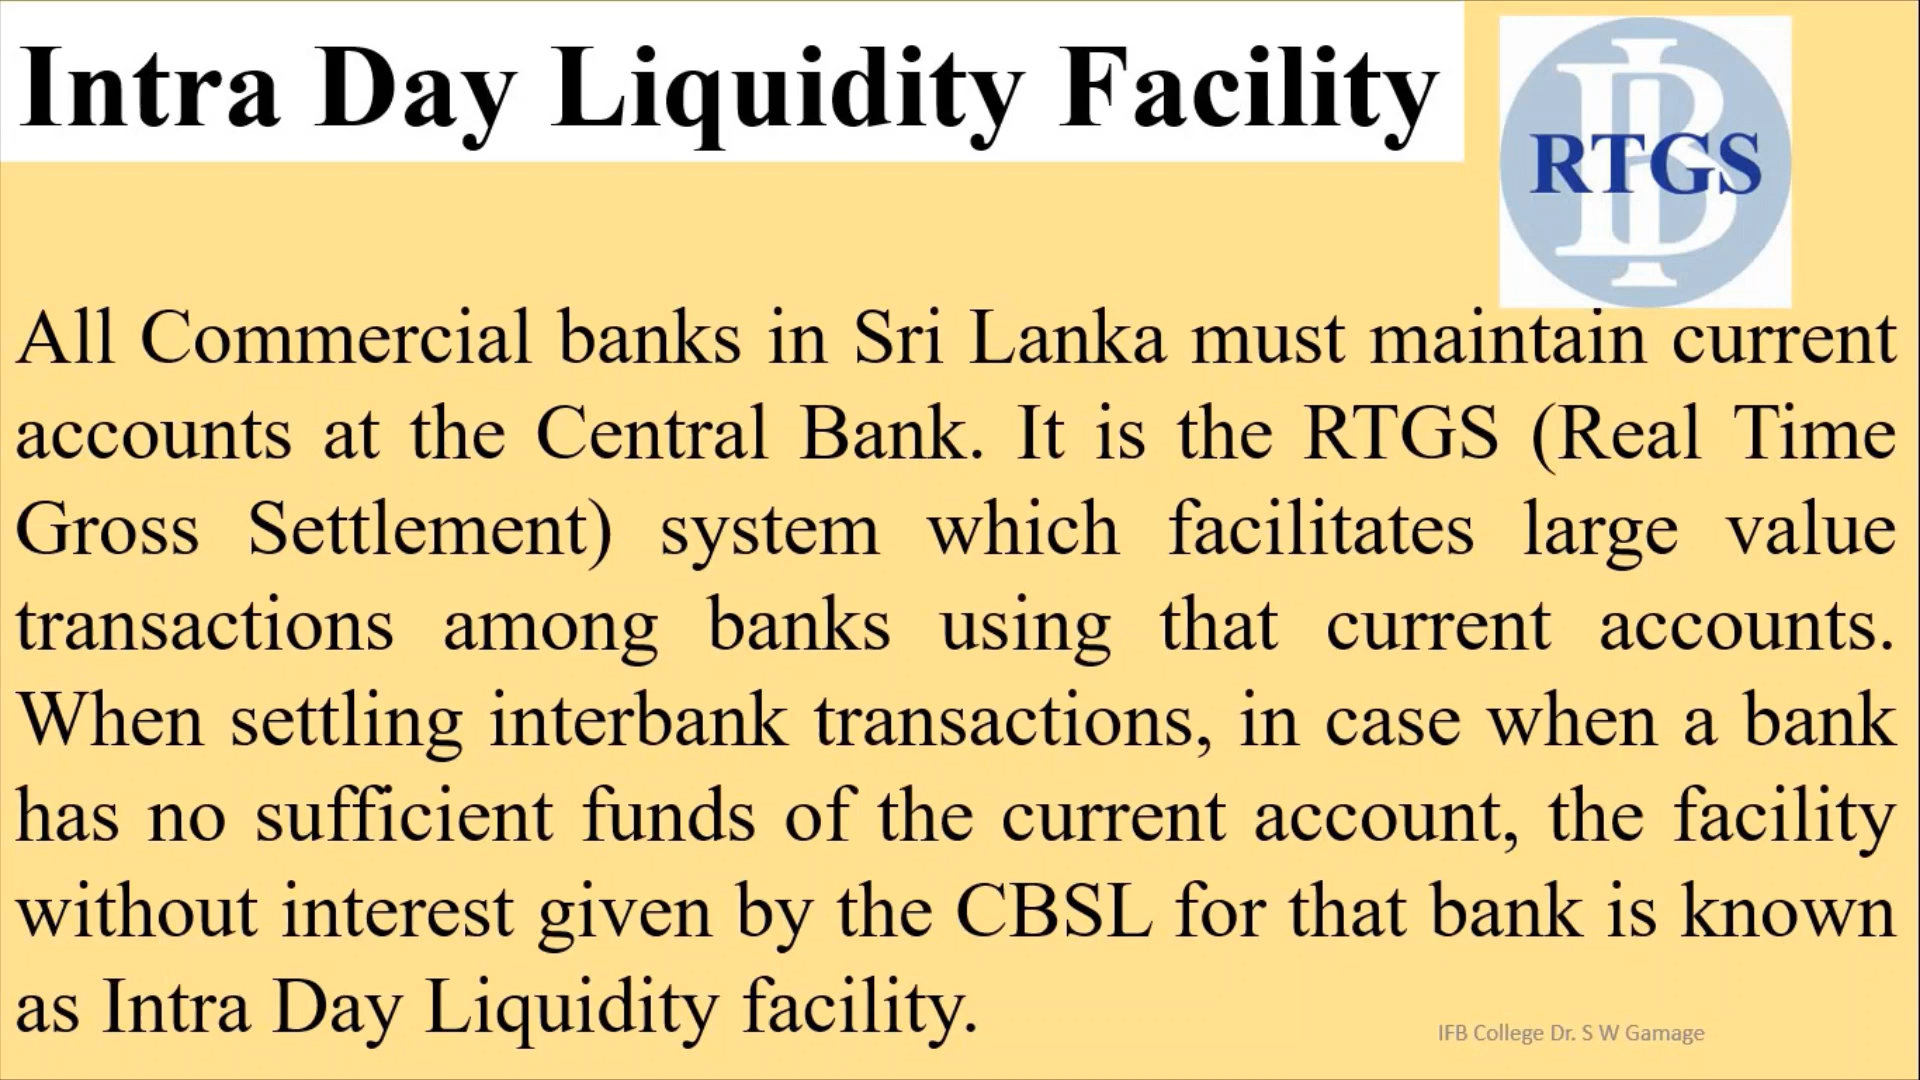 Intra Day Liquidity Facility
RTGS
All Commercial banks in Sri Lanka must maintain current
accounts at the Central Bank. It is the RTGS (Real Time
Gross Settlement) system which facilitates large value
transactions among banks using that current accounts.
When settling interbank transactions, in case when a bank
has no sufficient funds of the current account, the facility
without interest given by the CBSL for that bank is known
as Intra Day Liquidity facility.
IFB College Dr. S W Gamage